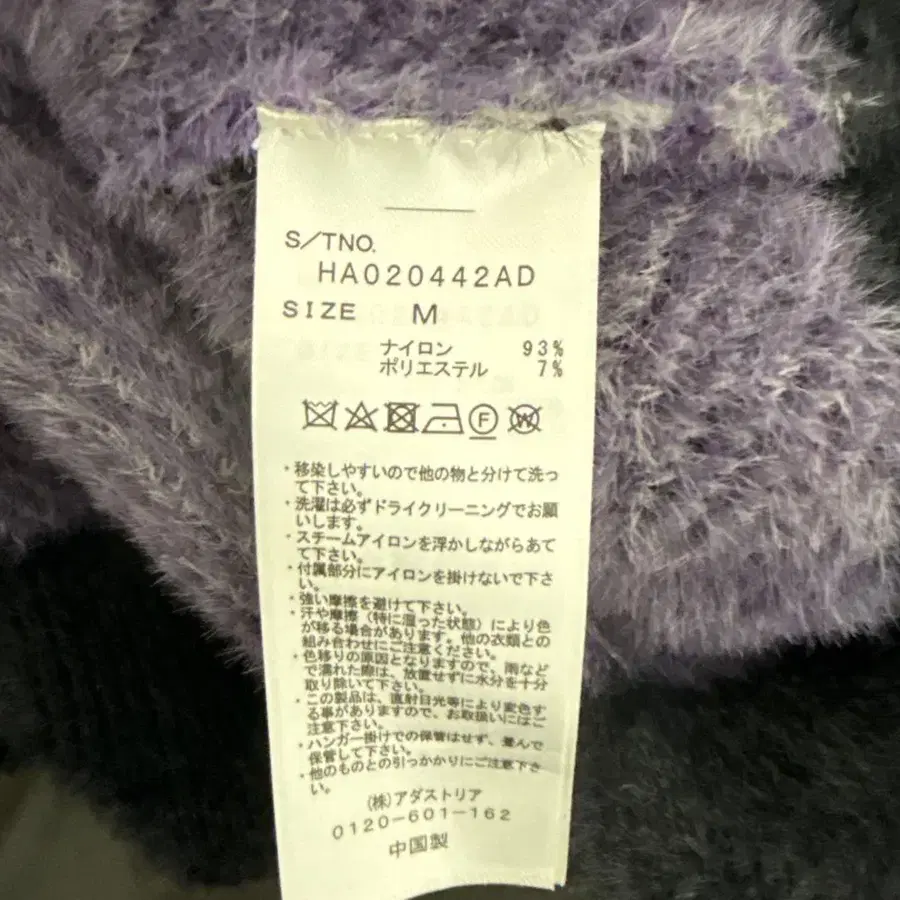 S/TNO.
HA020442AD
SIZE M
ナイロン 93%
ポリエステル 7%
F W
・移染しやすいので他の物と分けて洗っ
て下さい。
・洗濯は必ずドライクリーニングでお願
いします。
・スチームアイロンを浮かしながらあて
て下さい。
・付属部分にアイロンを掛けないで下さ
い。
・強い摩擦を避けて下さい。
・汗や摩擦（特に湿った状態）により色
が移る場合があります。他の衣類との
組み合わせにご注意ください。
・色移りの原因となりますので、雨など
で濡れた際は、放置せずに水分を十分
取り除いて下さい。
・この製品は、直射日光等により変色す
る事がありますので、お取扱いにはご
注意下さい。
・ハンガー掛けでの保管はせず、畳んで
保管して下さい。
・他のものとの引っかかりにご注意下さ
い。
(株)アダストリア
0120-601-162
中国製